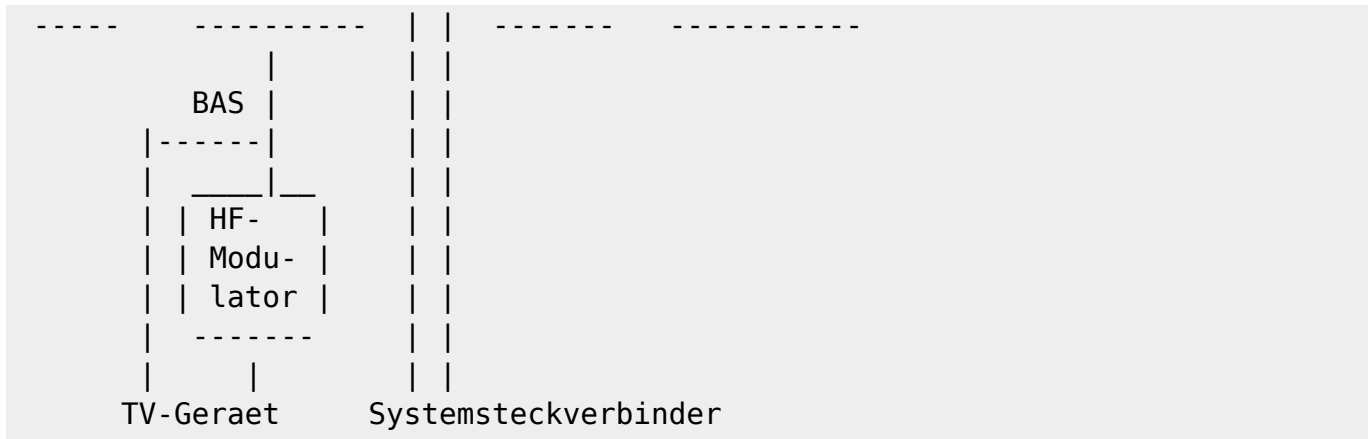 BAS
HF-
Modu-
lator
TV-Geraet Systemsteckverbinder